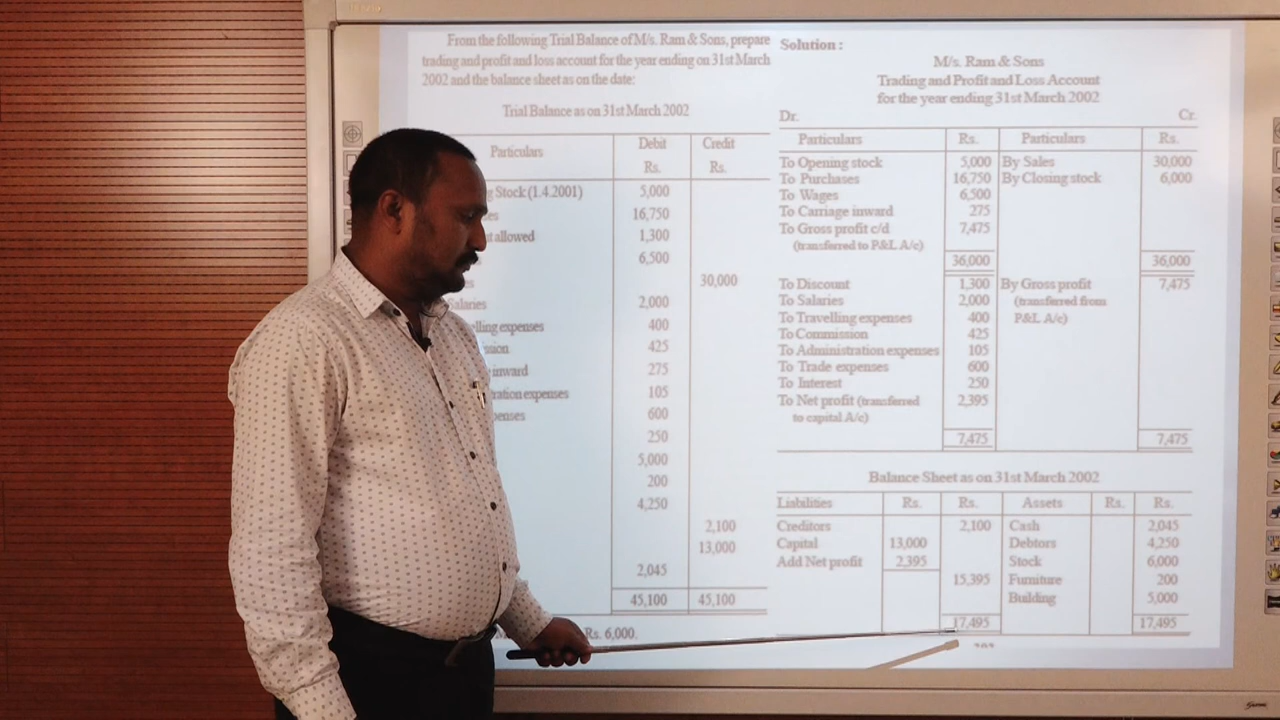 From the following Trial Balance of M/s. Ram & Sons, prepare
trading and profit and loss account for the year ending on 31st March
2002 and the balance sheet as on the date:
Trial Balance as on 31st March 2002
Particulars Debit Credit
Rs. Rs.
Stock (1.4.2001) 5,000
16,750
allowed 1,300
6,500
30,000
Salaries 2,000
expenses 400
425
inward 275
expenses 105
600
250
5,000
200
4,250
2,100
13,000
2,045
45,100 45,100
Rs. 6,000.
Solution :
M/s. Ram & Sons
Trading and Profit and Loss Account
for the year ending 31st March 2002
Dr. Cr.
Particulars Rs. Particulars Rs.
To Opening stock 5,000 By Sales 30,000
To Purchases 16,750 By Closing stock 6,000
To Wages 6,500
To Carriage inward 275
To Gross profit c/d 7,475
(transferred to P&L A/c)
36,000 36,000
To Discount 1,300 By Gross profit 7,475
To Salaries 2,000 (transferred from
To Travelling expenses 400 P&L A/c)
To Commission 425
To Administration expenses 105
To Trade expenses 600
To Interest 250
To Net profit (transferred 2,395
to capital A/c)
7,475 7,475
Balance Sheet as on 31st March 2002
Liabilities Rs. Rs. Assets Rs. Rs.
Creditors 2,100 Cash 2,045
Capital 13,000 Debtors 4,250
Add Net profit 2,395 Stock 6,000
15,395 Furniture 200
Building 5,000
17,495 17,495